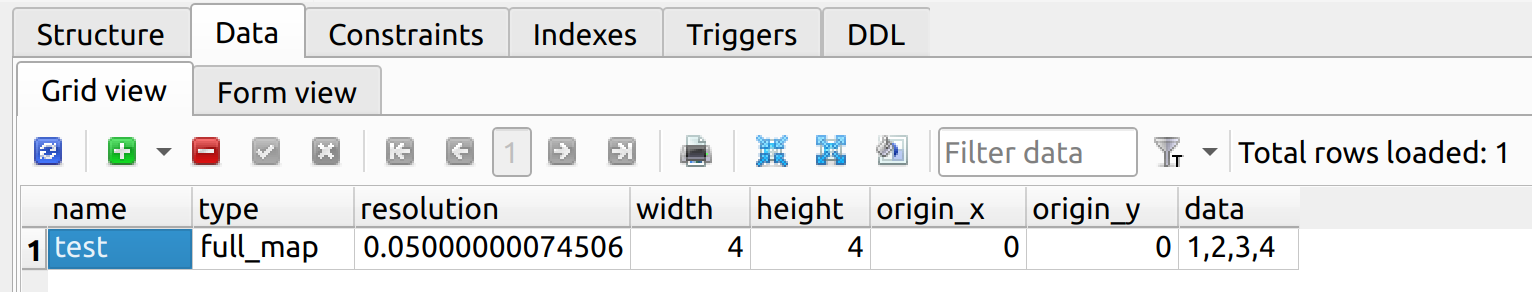 Structure Data Constraints Indexes Triggers DDL
Grid view Form view
1 Filter data T Total rows loaded: 1
name type resolution width height origin_x origin_y data
1 test full_map 0.05000000074506 4 4 0 0 1,2,3,4